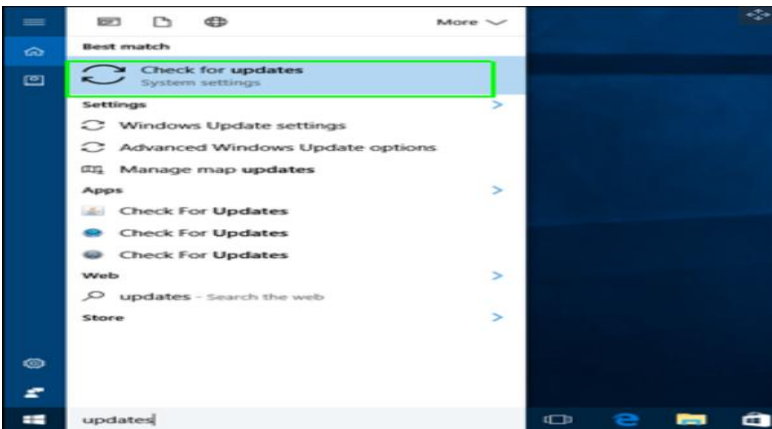 More
Best match
Check for updates
System settings
Settings
Windows Update settings
Advanced Windows Update options
Manage map updates
Apps
Check For Updates
Check For Updates
Check For Updates
Web
updates - Search the web
Store
updates